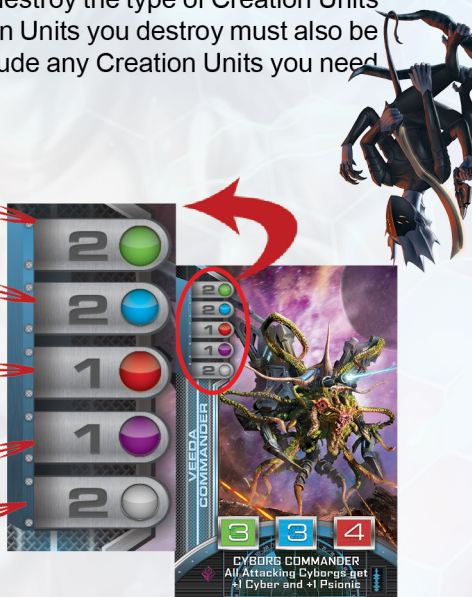 destroy the type of Creation Units
n Units you destroy must also be
ude any Creation Units you need
2
2
1
1
2
2
2
1
1
2
VEEDA
COMMANDER
3 3 4
CYBORG COMMANDER
All Attacking Cyborgs get
+1 Cyber and +1 Psionic